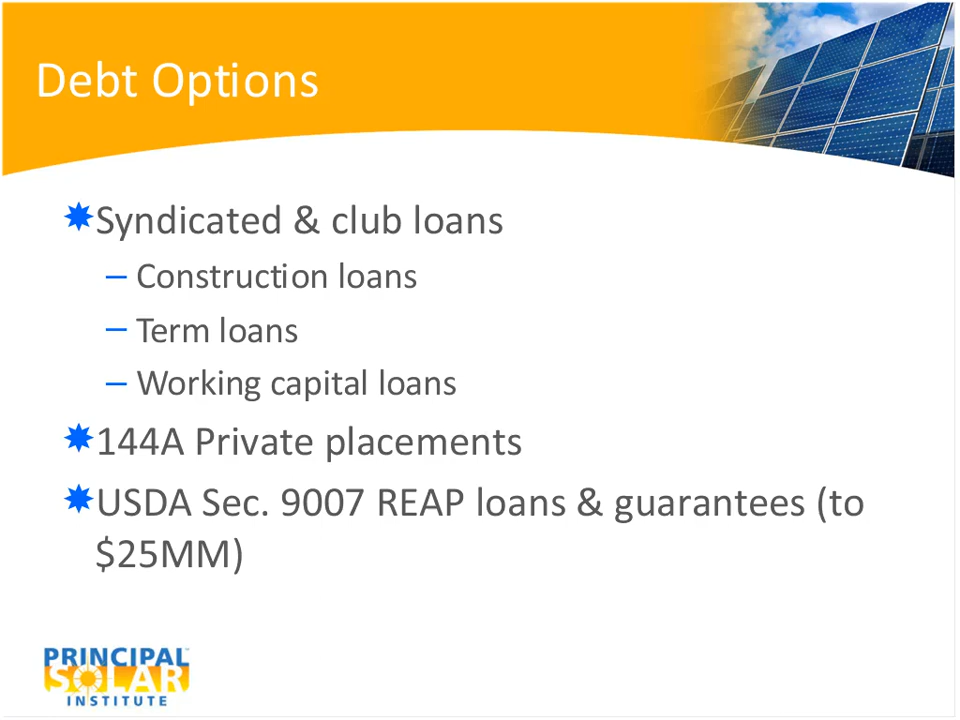 Debt Options
Syndicated & club loans
– Construction loans
– Term loans
– Working capital loans
144A Private placements
USDA Sec. 9007 REAP loans & guarantees (to
$25MM)
PRINCIPAL™
SOLAR
INSTITUTE